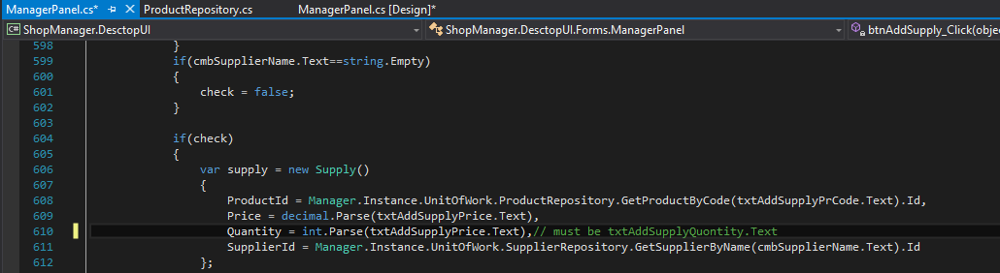 ManagerPanel.cs* ProductRepository.cs ManagerPanel.cs [Design]*
C# ShopManager.DesctopUI ShopManager.DesctopUI.Forms.ManagerPanel btnAddSupply_Click(obje
598 }
599 if(cmbSupplierName.Text==string.Empty)
600 {
601 check = false;
602 }
603
604 if(check)
605 {
606 var supply = new Supply()
607 {
608 ProductId = Manager.Instance.UnitOfWork.ProductRepository.GetProductByCode(txtAddSupplyPrCode.Text).Id,
609 Price = decimal.Parse(txtAddSupplyPrice.Text),
610 Quantity = int.Parse(txtAddSupplyPrice.Text),// must be txtAddSupplyQuontity.Text
611 SupplierId = Manager.Instance.UnitOfWork.SupplierRepository.GetSupplierByName(cmbSupplierName.Text).Id
612 };